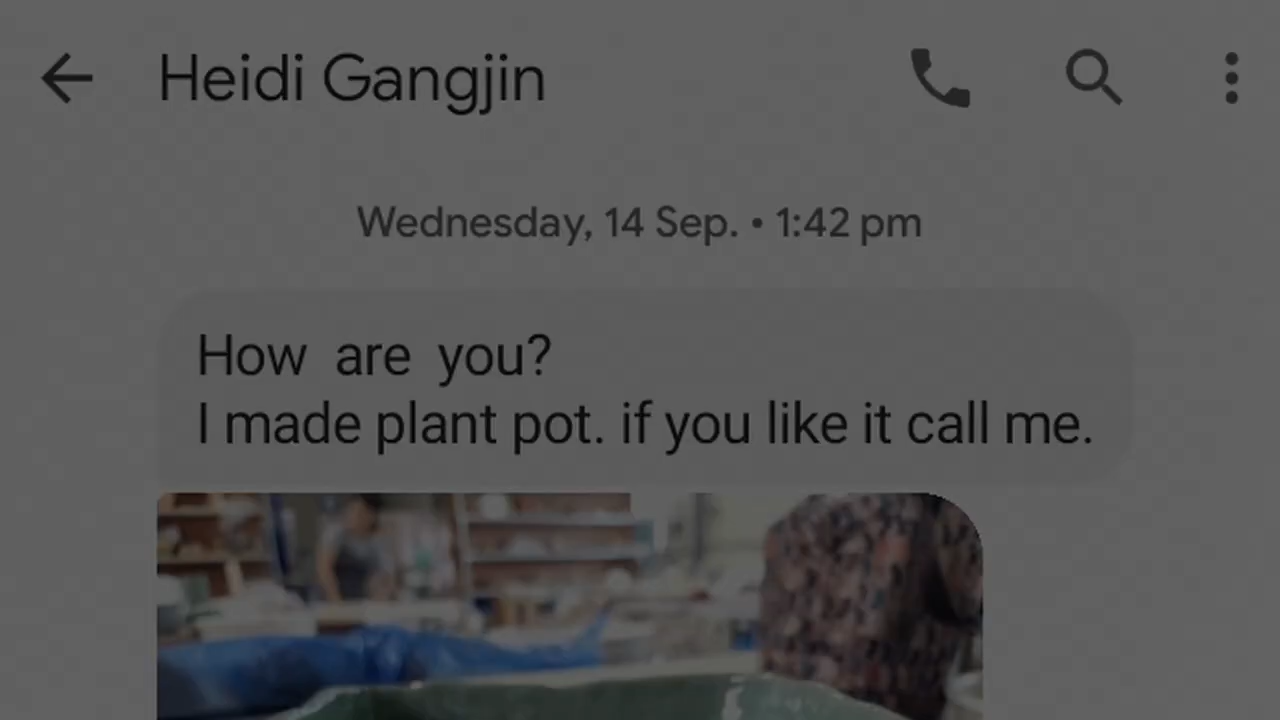 Heidi Gangjin
Wednesday, 14 Sep. • 1:42 pm
How are you?
I made plant pot. if you like it call me.